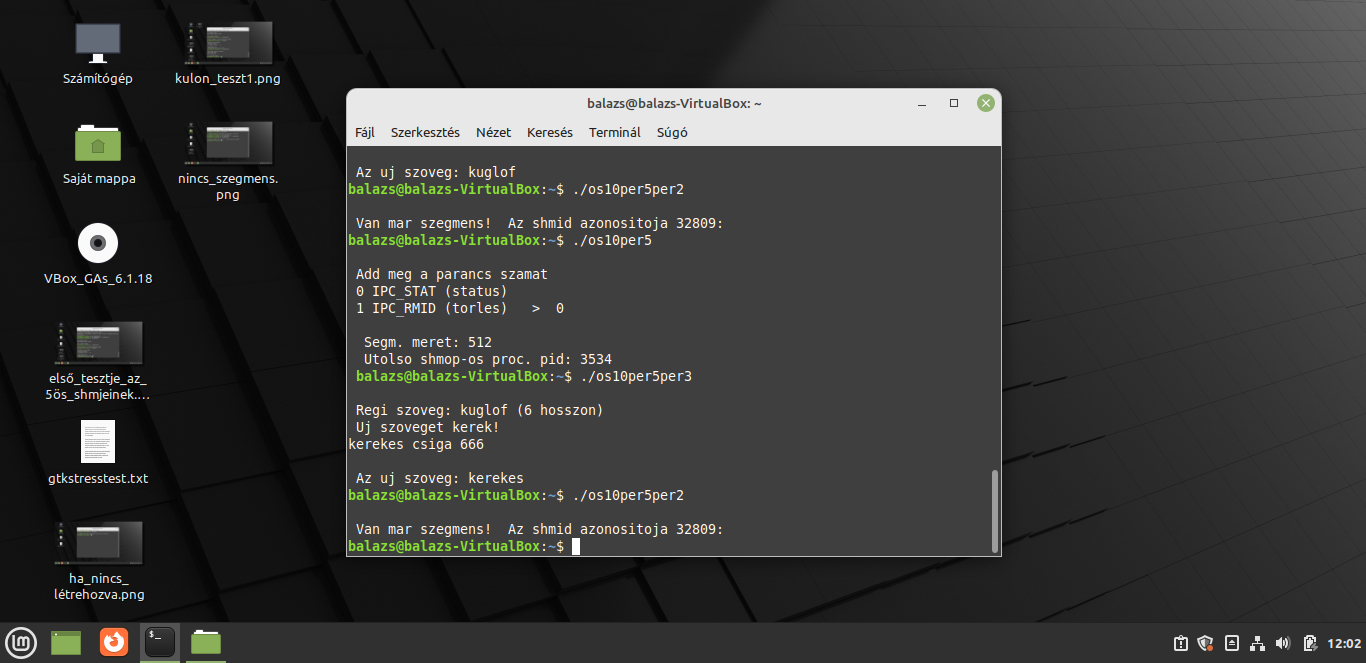 Számítógép
kulon_teszt1.png
Saját mappa
nincs_szegmens.
png
VBox_GAs_6.1.18
első_tesztje_az_
5ös_shmjeinek.…
gtkstresstest.txt
ha_nincs_
létrehozva.png
balazs@balazs-VirtualBox: ~
Fájl Szerkesztés Nézet Keresés Terminál Súgó
Az uj szoveg: kuglof
balazs@balazs-VirtualBox:~$ ./os10per5per2
Van mar szegmens!  Az shmid azonositoja 32809:
balazs@balazs-VirtualBox:~$ ./os10per5
Add meg a parancs szamat
0 IPC_STAT (status)
1 IPC_RMID (torles)   >  0
Segm. meret: 512
Utolso shmop-os proc. pid: 3534
balazs@balazs-VirtualBox:~$ ./os10per5per3
Regi szoveg: kuglof (6 hosszon)
Uj szoveget kerek!
kerekes csiga 666
Az uj szoveg: kerekes
balazs@balazs-VirtualBox:~$ ./os10per5per2
Van mar szegmens!  Az shmid azonositoja 32809:
balazs@balazs-VirtualBox:~$
$_
12:02